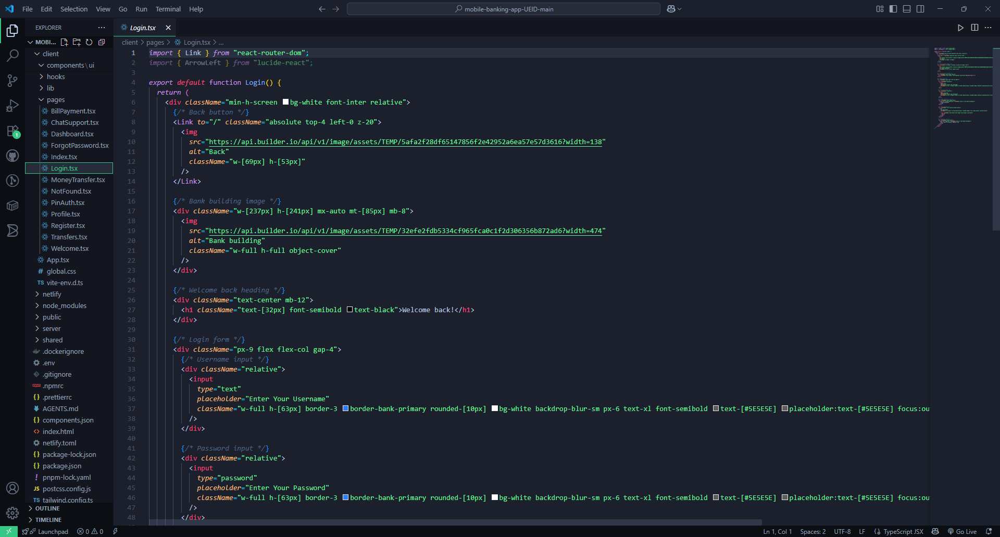 File Edit Selection View Go Run Terminal Help
mobile-banking-app-UEID-main
EXPLORER
MOBI...
client
components\ui
hooks
lib
pages
BillPayment.tsx
ChatSupport.tsx
Dashboard.tsx
ForgotPassword.tsx
Index.tsx
Login.tsx
MoneyTransfer.tsx
NotFound.tsx
PinAuth.tsx
Profile.tsx
Register.tsx
Transfers.tsx
Welcome.tsx
App.tsx
# global.css
TS vite-env.d.ts
netlify
node_modules
public
server
shared
.dockerignore
.env
.gitignore
.npmrc
{} .prettierrc
AGENTS.md
{} components.json
<> index.html
netlify.toml
{} package-lock.json
{} package.json
! pnpm-lock.yaml
JS postcss.config.js
TS tailwind.config.ts
OUTLINE
TIMELINE
1
Login.tsx
client > pages > Login.tsx > ...
1 import { Link } from "react-router-dom";
2 import { ArrowLeft } from "lucide-react";
3
4 export default function Login() {
5 return (
6 <div className="min-h-screen bg-white font-inter relative">
7 {/* Back button */}
8 <Link to="/" className="absolute top-4 left-0 z-20">
9 <img
10 src="https://api.builder.io/api/v1/image/assets/TEMP/5afa2f28df65147856f2e42952a6ea57e57d3616?width=138"
11 alt="Back"
12 className="w-[69px] h-[53px]"
13 />
14 </Link>
15
16 {/* Bank building image */}
17 <div className="w-[237px] h-[241px] mx-auto mt-[85px] mb-8">
18 <img
19 src="https://api.builder.io/api/v1/image/assets/TEMP/32efe2fdb5334cf965fca0c1f2d306356b872ad6?width=474"
20 alt="Bank building"
21 className="w-full h-full object-cover"
22 />
23 </div>
24
25 {/* Welcome back heading */}
26 <div className="text-center mb-12">
27 <h1 className="text-[32px] font-semibold text-black">Welcome back!</h1>
28 </div>
29
30 {/* Login form */}
31 <div className="px-9 flex flex-col gap-4">
32 {/* Username input */}
33 <div className="relative">
34 <input
35 type="text"
36 placeholder="Enter Your Username"
37 className="w-full h-[63px] border-3 border-bank-primary rounded-[10px] bg-white backdrop-blur-sm px-6 text-xl font-semibold text-[#5E5E5E] placeholder:text-[#5E5E5E] focus:ou
38 />
39 </div>
40
41 {/* Password input */}
42 <div className="relative">
43 <input
44 type="password"
45 placeholder="Enter Your Password"
46 className="w-full h-[63px] border-3 border-bank-primary rounded-[10px] bg-white backdrop-blur-sm px-6 text-xl font-semibold text-[#5E5E5E] placeholder:text-[#5E5E5E] focus:ou
47 />
48 </div>
Launchpad 0 0
Ln 1, Col 1 Spaces: 2 UTF-8 LF {} TypeScript JSX Go Live